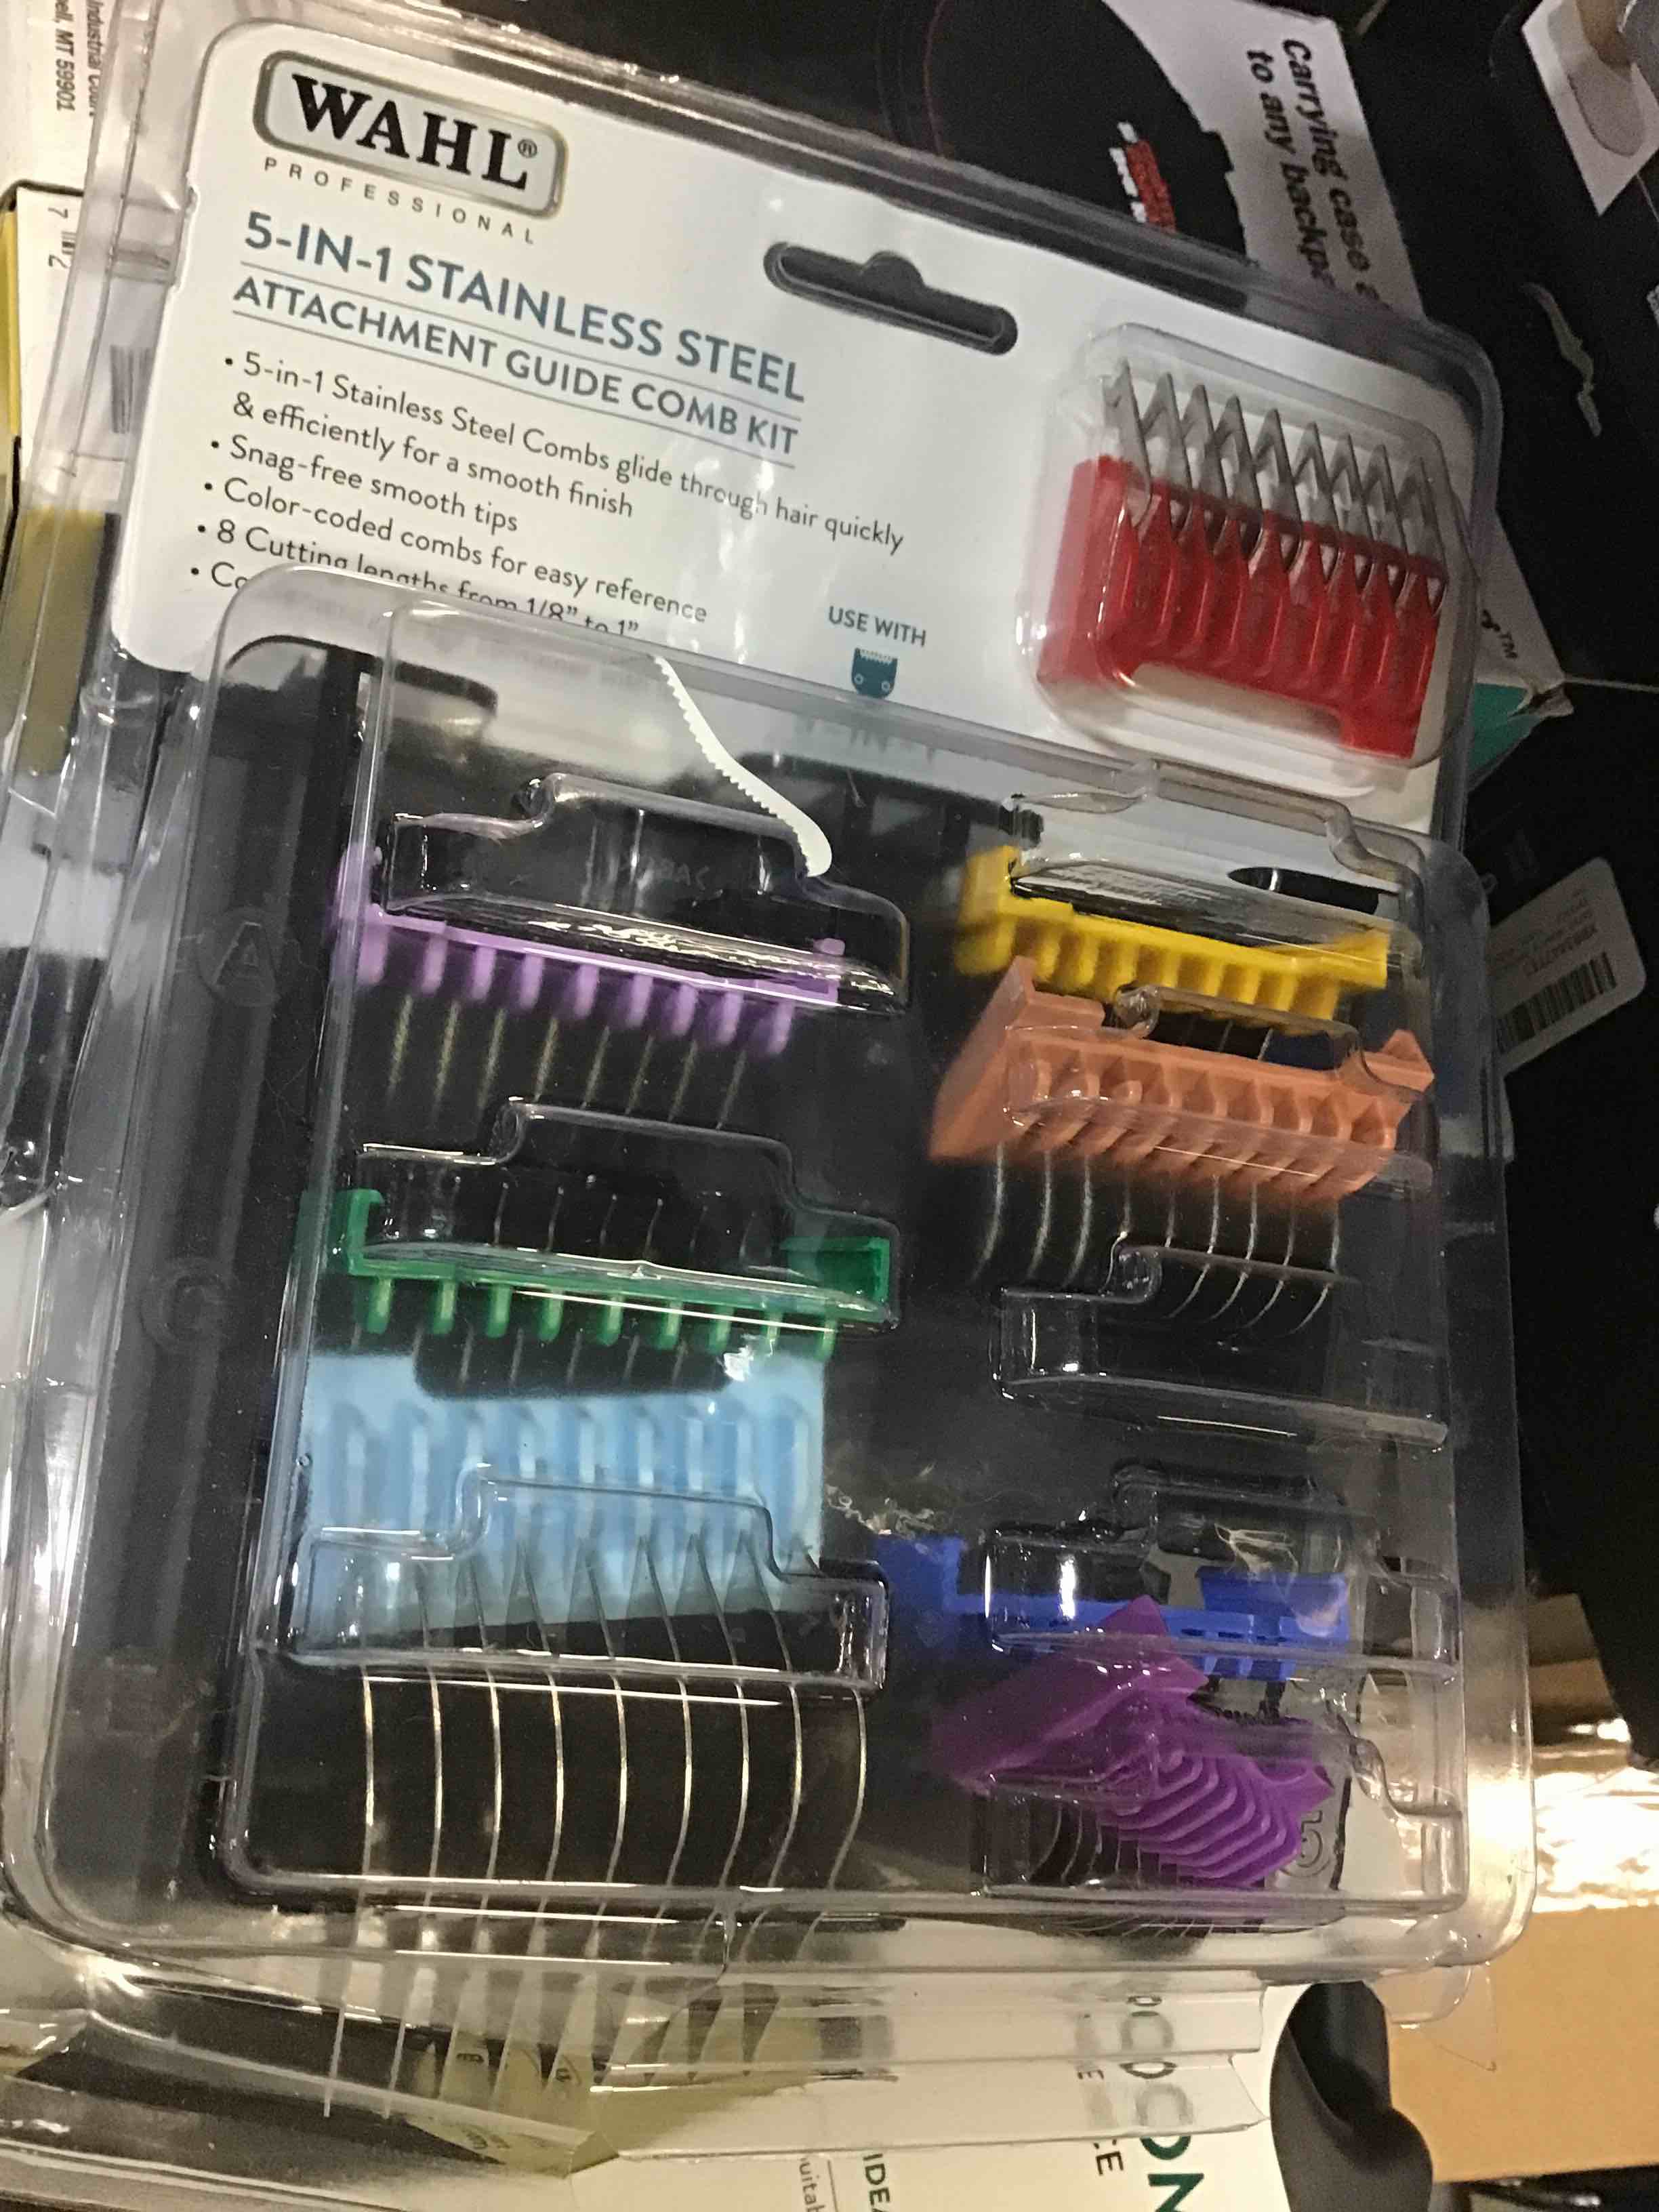 WAHL®
PROFESSIONAL
5-IN-1 STAINLESS STEEL
ATTACHMENT GUIDE COMB KIT
• 5-in-1 Stainless Steel Combs glide through hair quickly
& efficiently for a smooth finish
• Snag-free smooth tips
• Color-coded combs for easy reference
• 8 Cutting lengths from 1/8" to 1"
USE WITH
Carrying case
to any
MT 59901
A
C